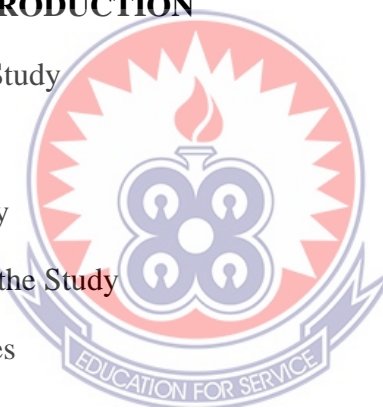 RODUCTION
Study
y
the Study
es
EDUCATION FOR SERVICE